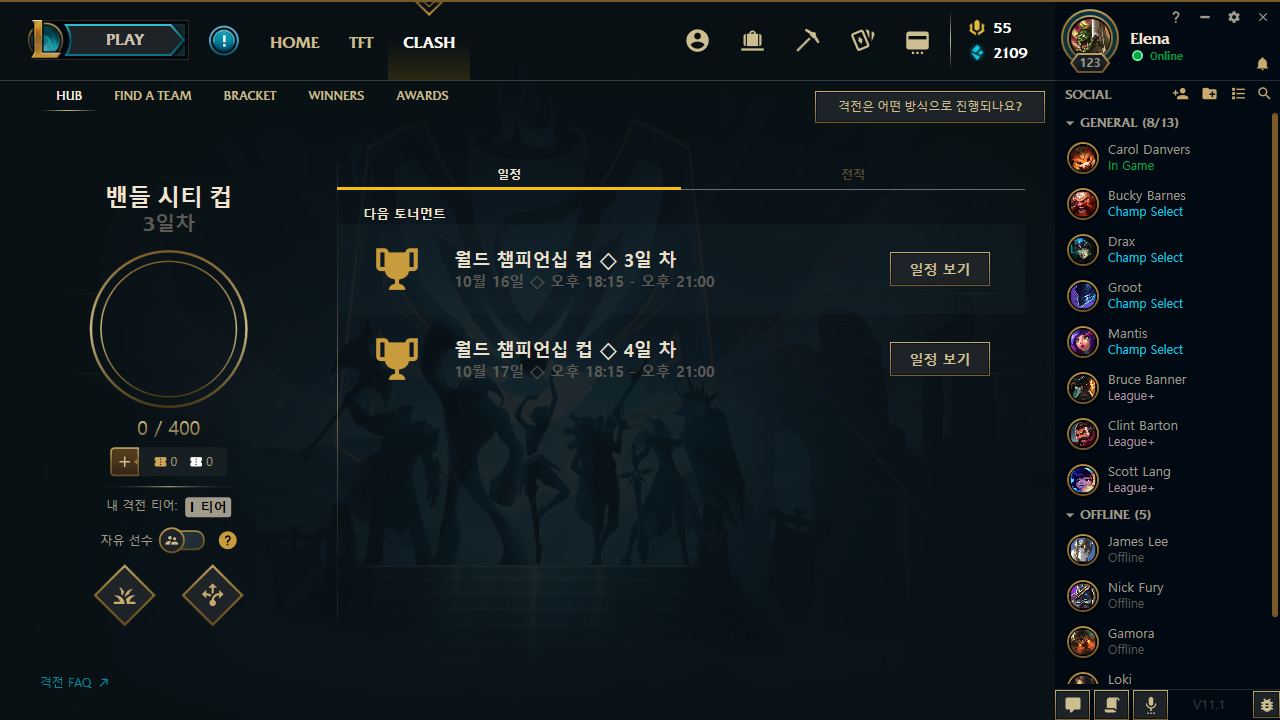 PLAY
HOME
TFT
CLASH
55
2109
Elena
Online
123
HUB
FIND A TEAM
BRACKET
WINNERS
AWARDS
격전은 어떤 방식으로 진행되나요?
밴들 시티 컵
3일차
0 / 400
0
0
내 격전 티어:
I 티어
자유 선수
?
격전 FAQ
일정
전적
다음 토너먼트
월드 챔피언십 컵 ◇ 3일 차
10월 16일 ◇ 오후 18:15 - 오후 21:00
일정 보기
월드 챔피언십 컵 ◇ 4일 차
10월 17일 ◇ 오후 18:15 - 오후 21:00
일정 보기
SOCIAL
GENERAL (8/13)
Carol Danvers
In Game
Bucky Barnes
Champ Select
Drax
Champ Select
Groot
Champ Select
Mantis
Champ Select
Bruce Banner
League+
Clint Barton
League+
Scott Lang
League+
OFFLINE (5)
James Lee
Offline
Nick Fury
Offline
Gamora
Offline
Loki
V11.1